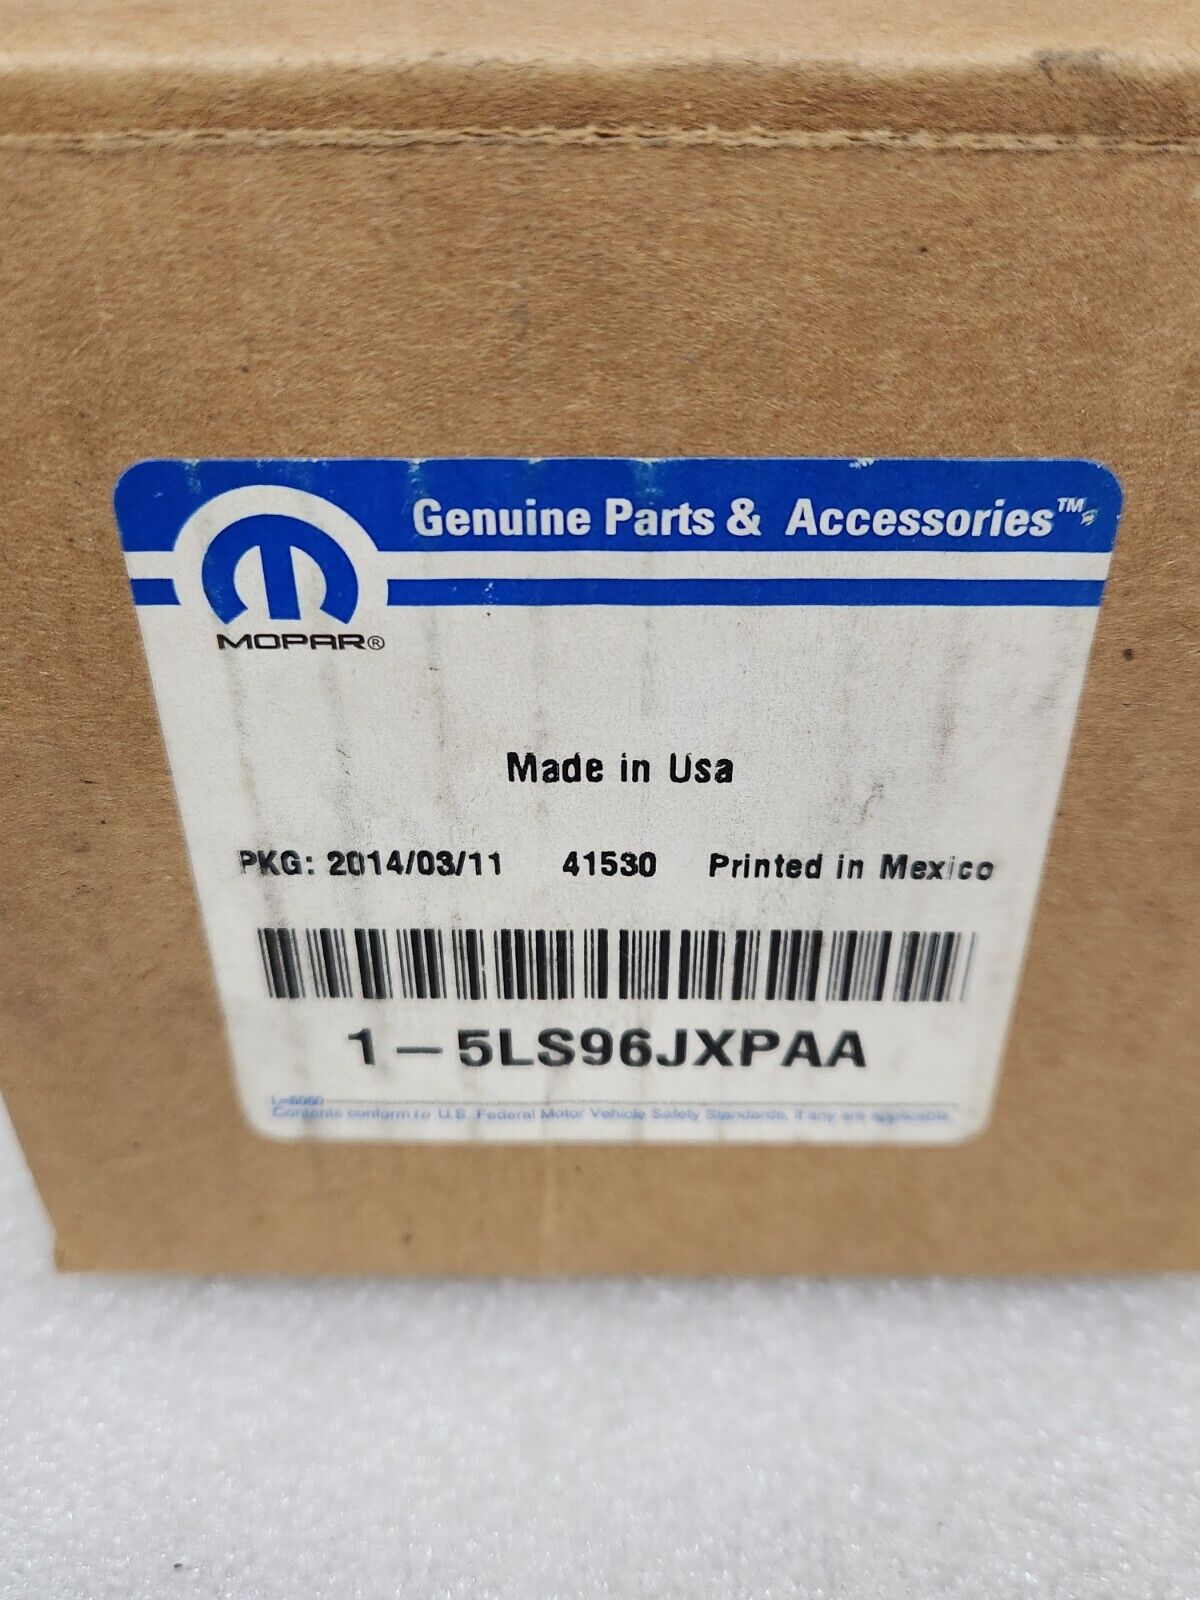 Genuine Parts & Accessories™
MOPAR®
Made in Usa
PKG: 2014/03/11 41530 Printed in Mexico
1-5LS96JXPAA
L-6060
Contents conform to U.S. Federal Motor Vehicle Safety Standards, if any are applicable.